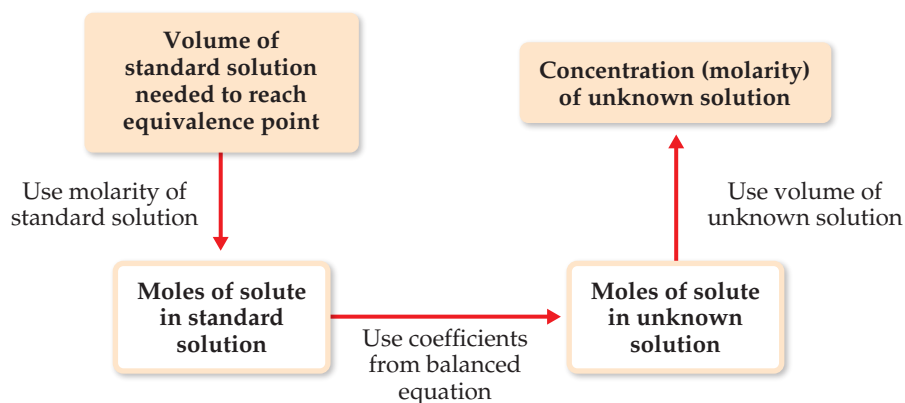 Volume of
standard solution
needed to reach
equivalence point
Concentration (molarity)
of unknown solution
Use molarity of
standard solution
Use volume of
unknown solution
Moles of solute
in standard
solution
Use coefficients
from balanced
equation
Moles of solute
in unknown
solution